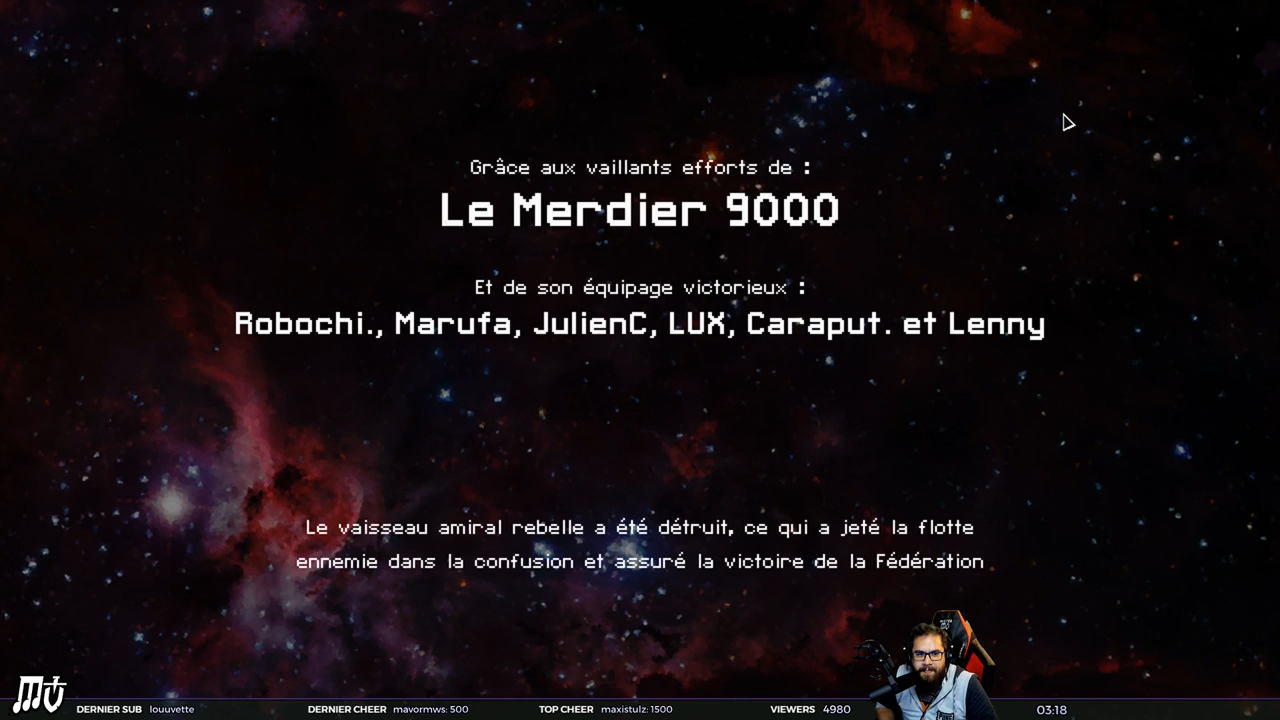 Grâce aux vaillants efforts de :
Le Merdier 9000
Et de son équipage victorieux :
Robochi., Marufa, JulienC, LUX, Caraput. et Lenny
Le vaisseau amiral rebelle a été détruit, ce qui a jeté la flotte
ennemie dans la confusion et assuré la victoire de la Fédération
DERNIER SUB louuvette DERNIER CHEER mavormws: 500 TOP CHEER maxistulz: 1500 VIEWERS 4980 03:18